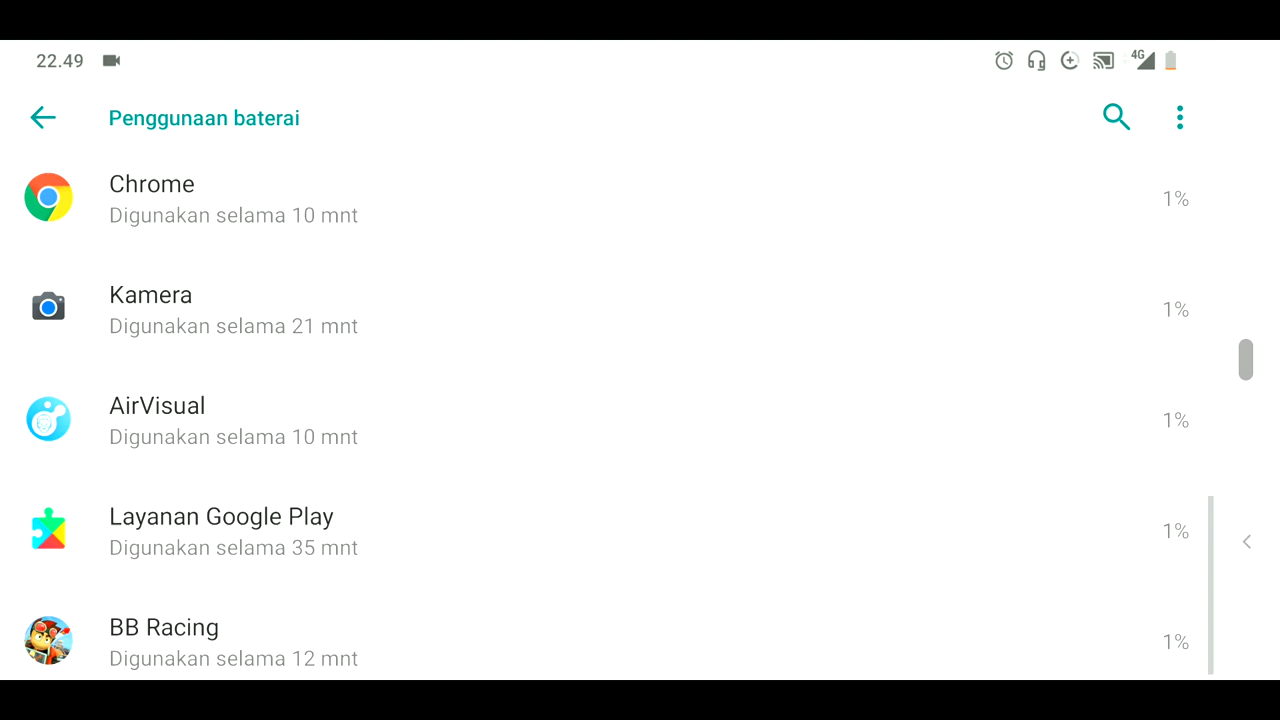 22.49
4G
Penggunaan baterai
Chrome
Digunakan selama 10 mnt
1%
Kamera
Digunakan selama 21 mnt
1%
AirVisual
Digunakan selama 10 mnt
1%
Layanan Google Play
Digunakan selama 35 mnt
1%
BB Racing
Digunakan selama 12 mnt
1%